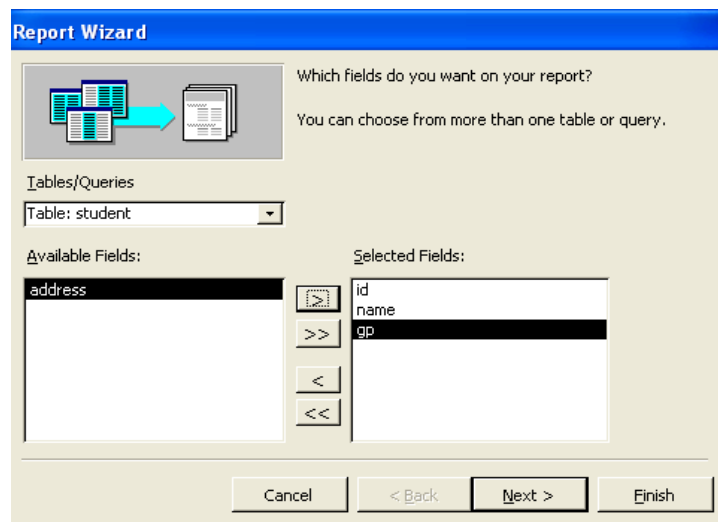 Report Wizard
Which fields do you want on your report?
You can choose from more than one table or query.
Tables/Queries
Table: student
Available Fields:
Selected Fields:
address
>
>>
<
<<
id
name
gp
Cancel
< Back
Next >
Finish